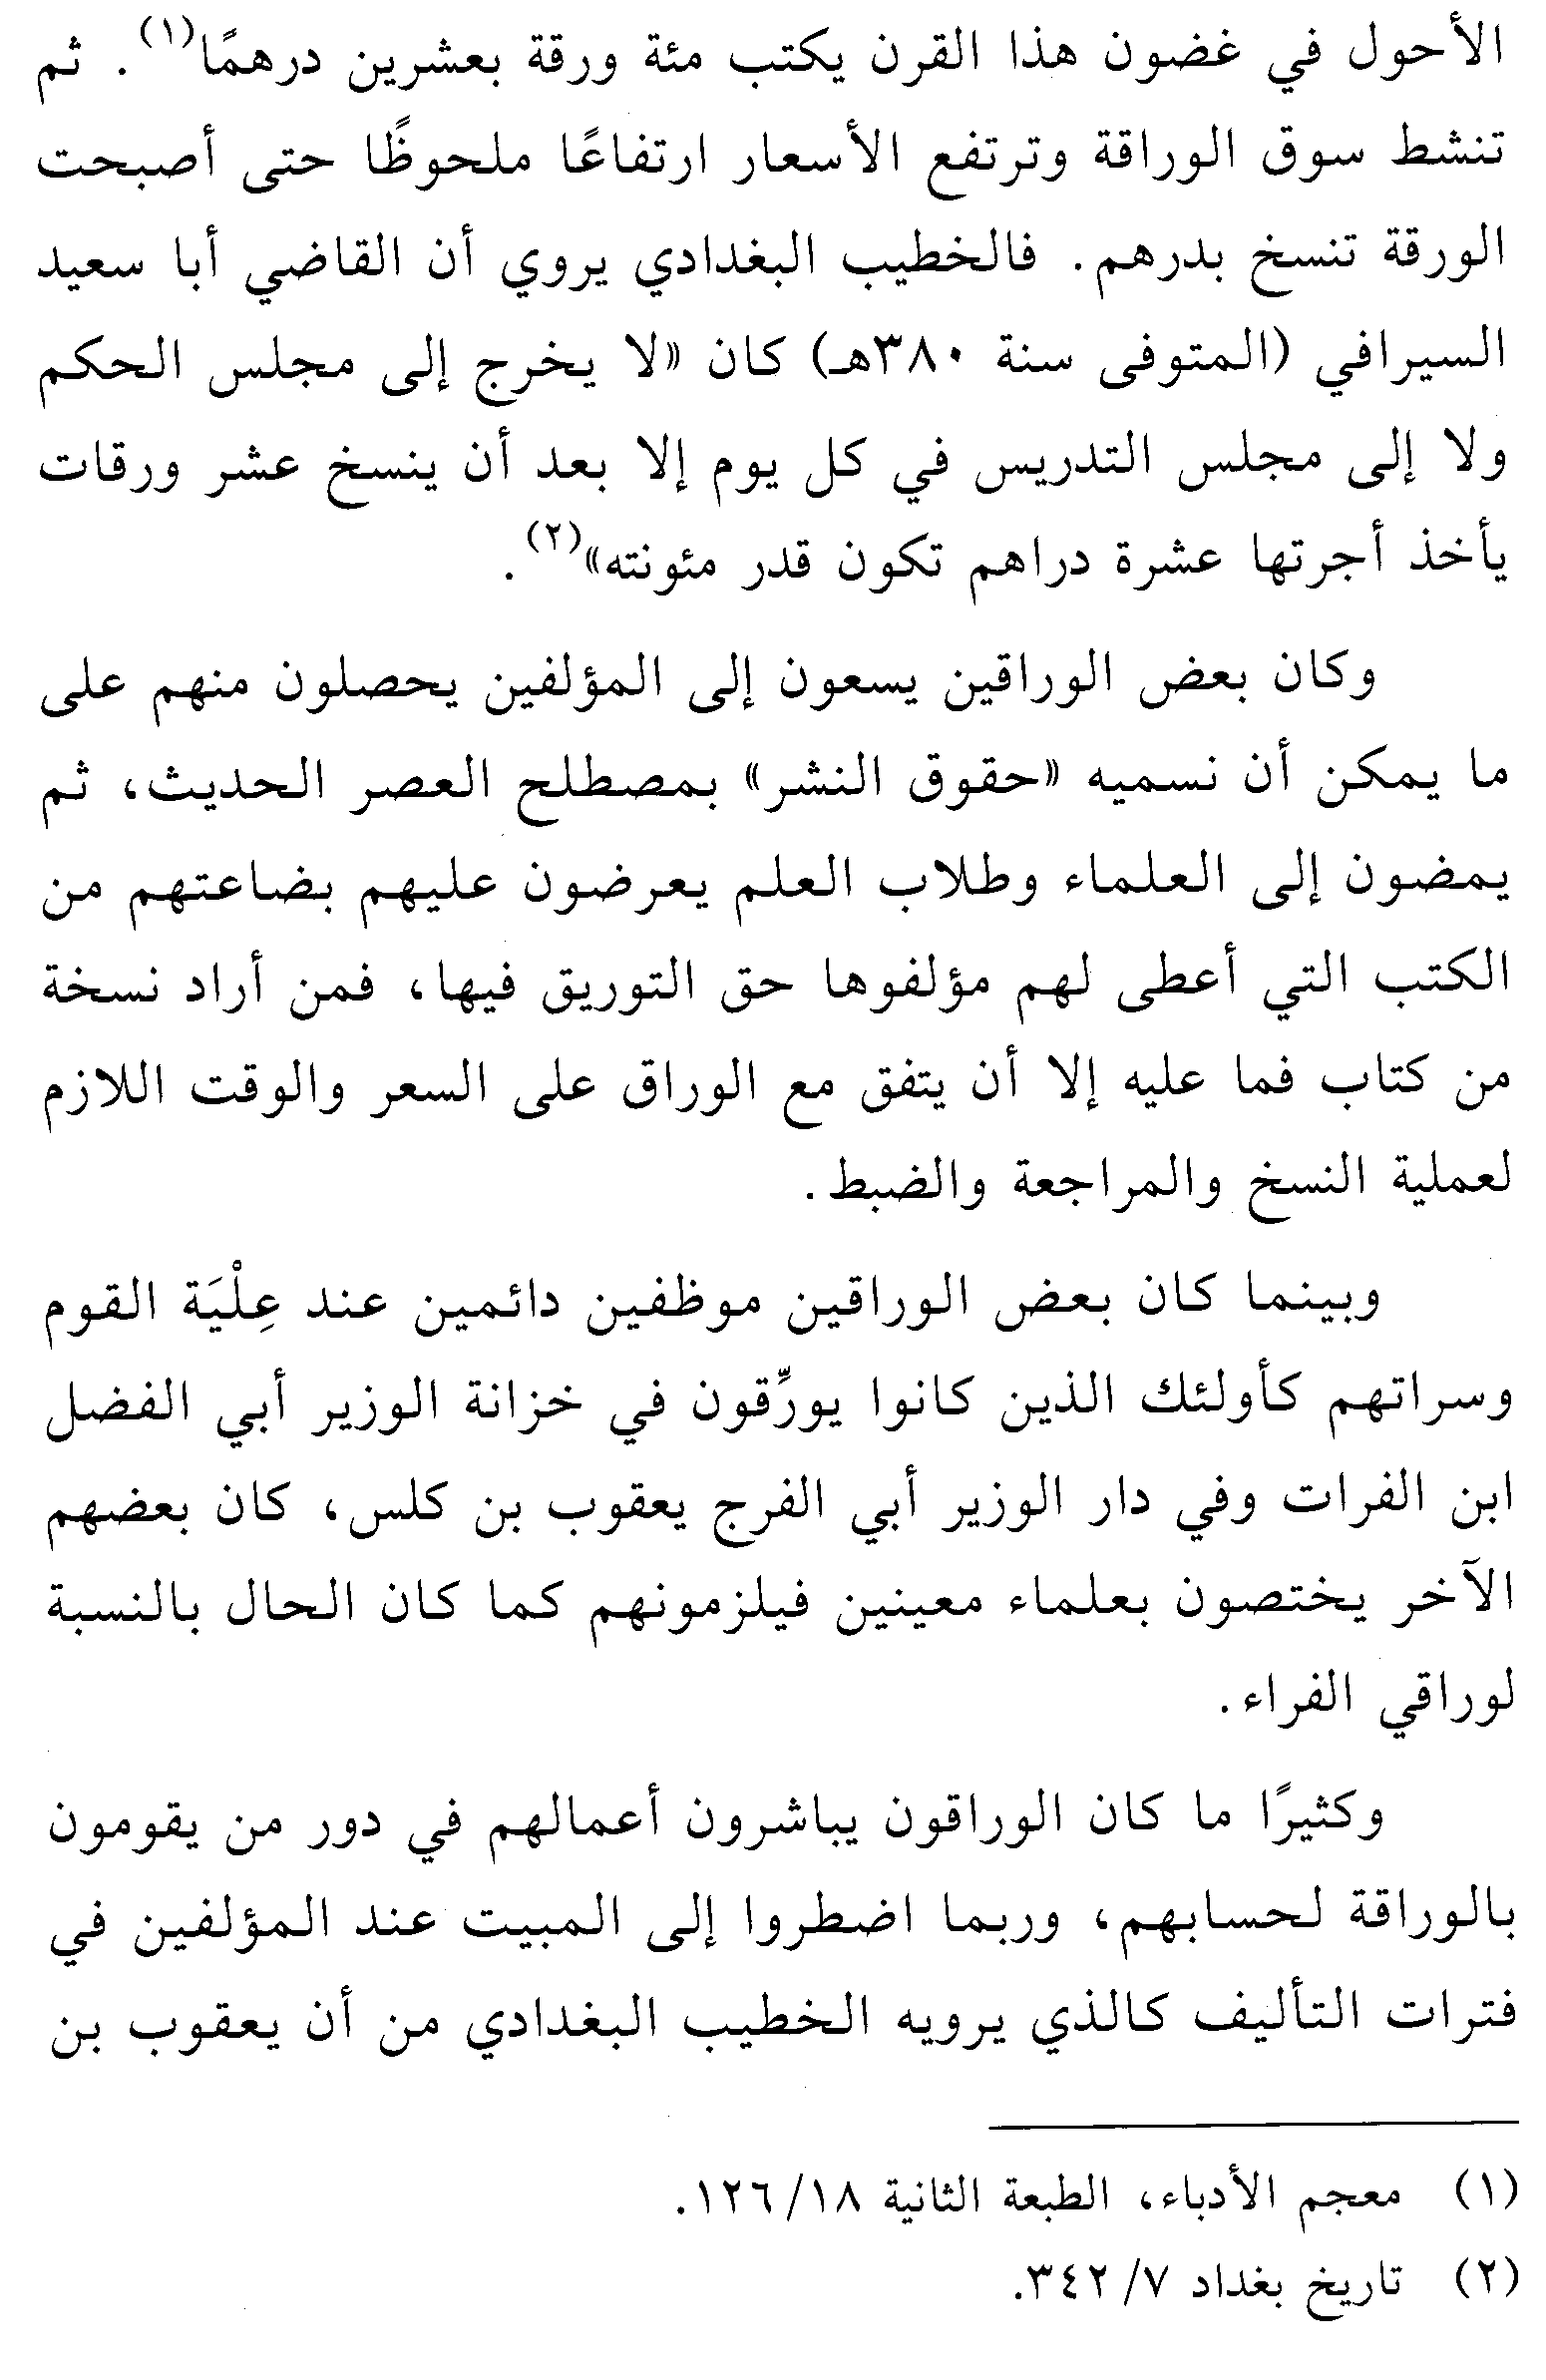 الأحول في غضون هذا القرن يكتب مئة ورقة بعشرين درهمًا(١). ثم
تنشط سوق الوراقة وترتفع الأسعار ارتفاعًا ملحوظًا حتى أصبحت
الورقة تنسخ بدرهم. فالخطيب البغدادي يروي أن القاضي أبا سعيد
السيرافي (المتوفى سنة ٣٨٠هـ) كان «لا يخرج إلى مجلس الحكم
ولا إلى مجلس التدريس في كل يوم إلا بعد أن ينسخ عشر ورقات
يأخذ أجرتها عشرة دراهم تكون قدر مئونته»(٢).
وكان بعض الوراقين يسعون إلى المؤلفين يحصلون منهم على
ما يمكن أن نسميه «حقوق النشر» بمصطلح العصر الحديث، ثم
يمضون إلى العلماء وطلاب العلم يعرضون عليهم بضاعتهم من
الكتب التي أعطى لهم مؤلفوها حق التوريق فيها، فمن أراد نسخة
من كتاب فما عليه إلا أن يتفق مع الوراق على السعر والوقت اللازم
لعملية النسخ والمراجعة والضبط.
وبينما كان بعض الوراقين موظفين دائمين عند عِلْيَة القوم
وسراتهم كأولئك الذين كانوا يورِّقون في خزانة الوزير أبي الفضل
ابن الفرات وفي دار الوزير أبي الفرج يعقوب بن كلس، كان بعضهم
الآخر يختصون بعلماء معينين فيلزمونهم كما كان الحال بالنسبة
لوراقي الفراء.
وكثيرًا ما كان الوراقون يباشرون أعمالهم في دور من يقومون
بالوراقة لحسابهم، وربما اضطروا إلى المبيت عند المؤلفين في
فترات التأليف كالذي يرويه الخطيب البغدادي من أن يعقوب بن
(١) معجم الأدباء، الطبعة الثانية ١٢٦/١٨.
(٢) تاريخ بغداد ٣٤٢/٧.